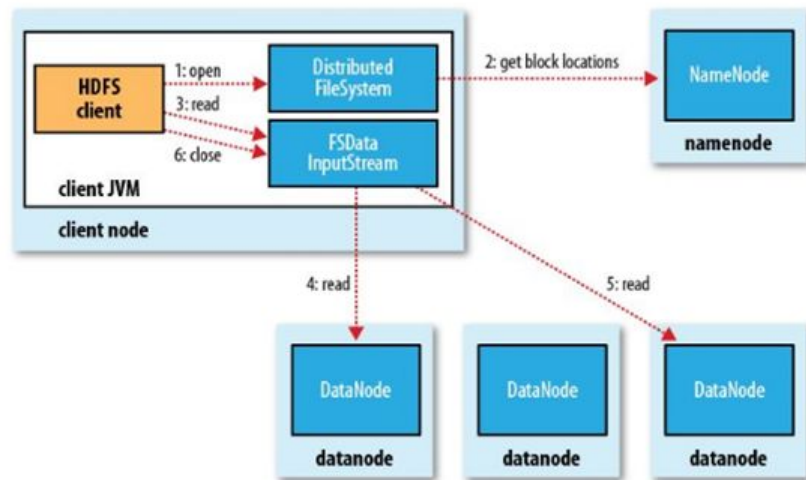 1: open
Distributed
FileSystem
2: get block locations
NameNode
HDFS
client
3: read
FSData
InputStream
6: close
namenode
client JVM
client node
4: read
5: read
DataNode
DataNode
DataNode
datanode
datanode
datanode